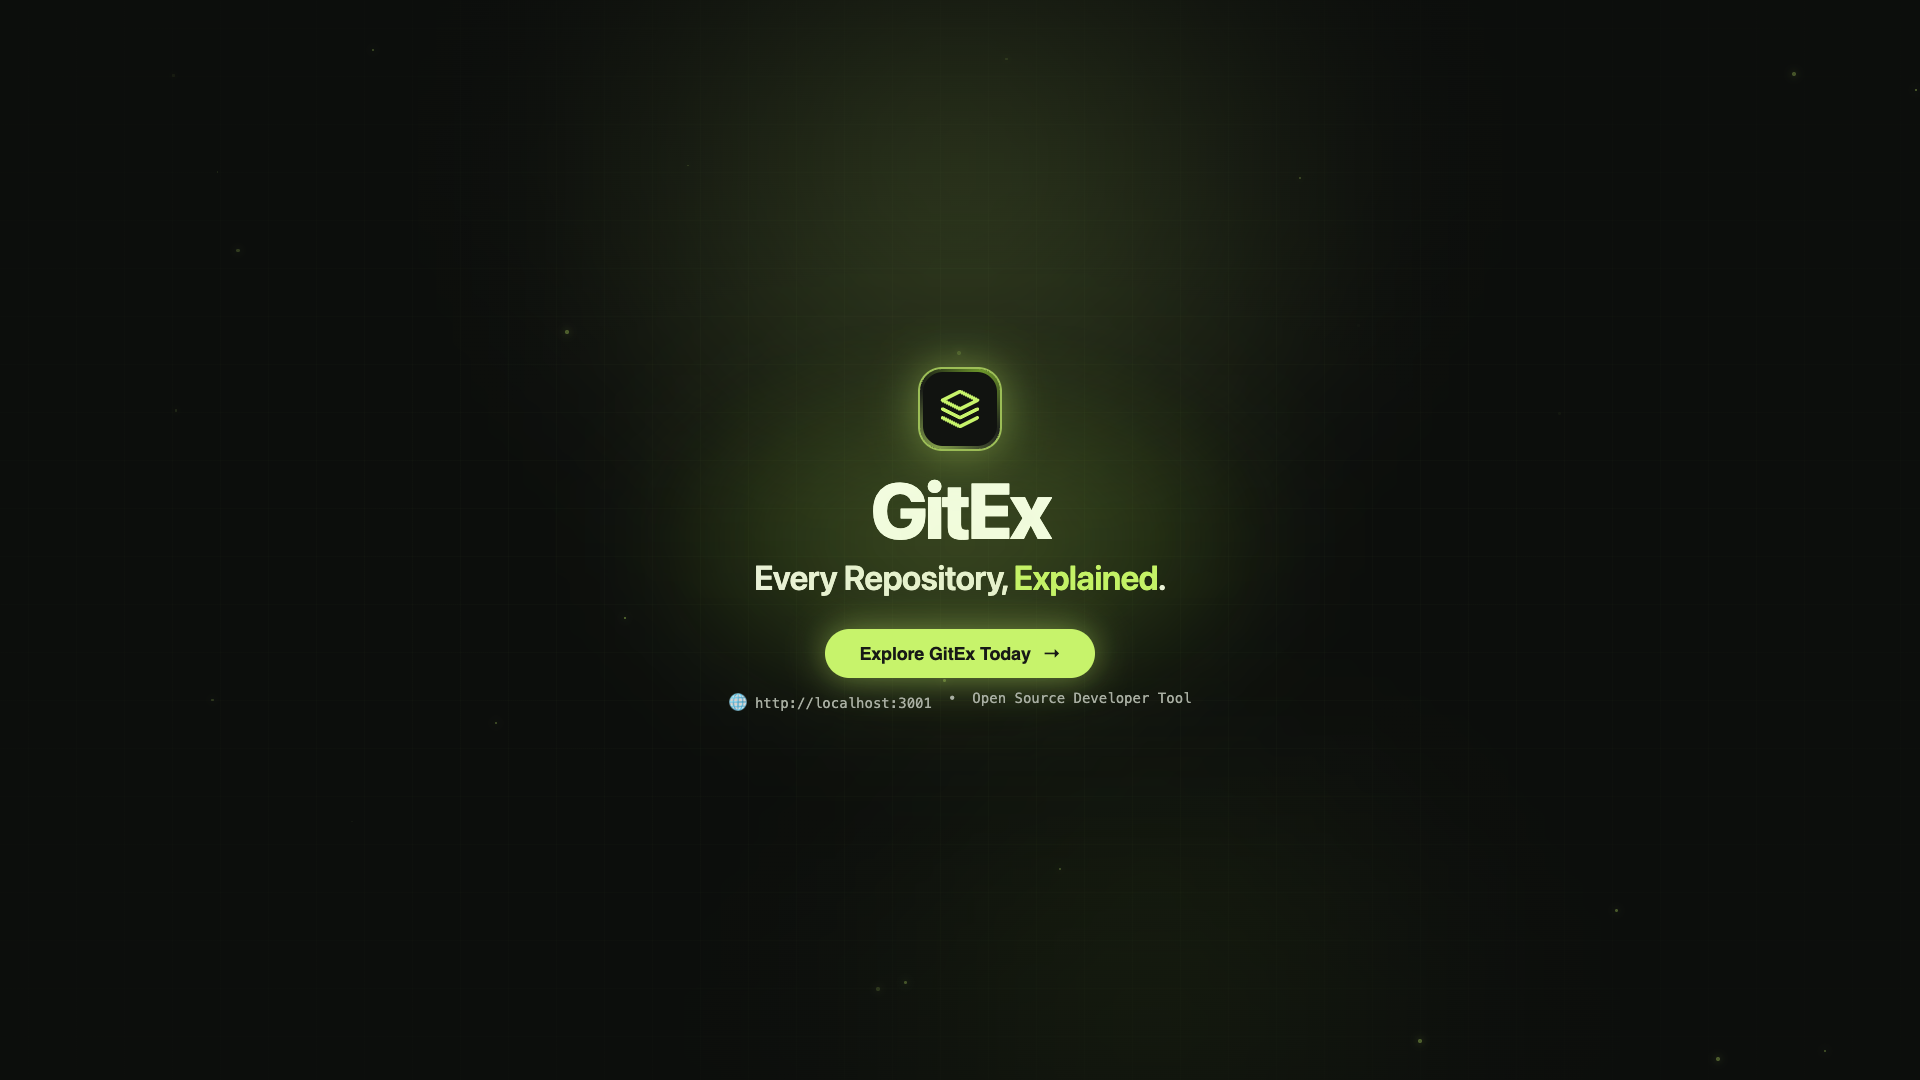 GitEx
Every Repository, Explained.
Explore GitEx Today →
🌐 http://localhost:3001 • Open Source Developer Tool